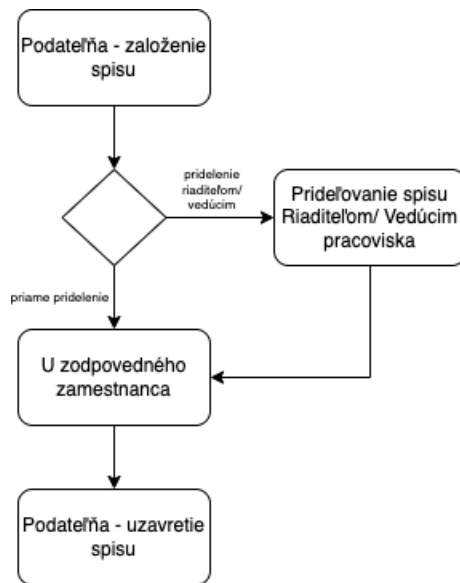 Podateľňa - založenie
spisu
pridelenie
riaditeľom/
vedúcim
Prideľovanie spisu
Riaditeľom/ Vedúcim
pracoviska
priame pridelenie
U zodpovedného
zamestnanca
Podateľňa - uzavretie
spisu